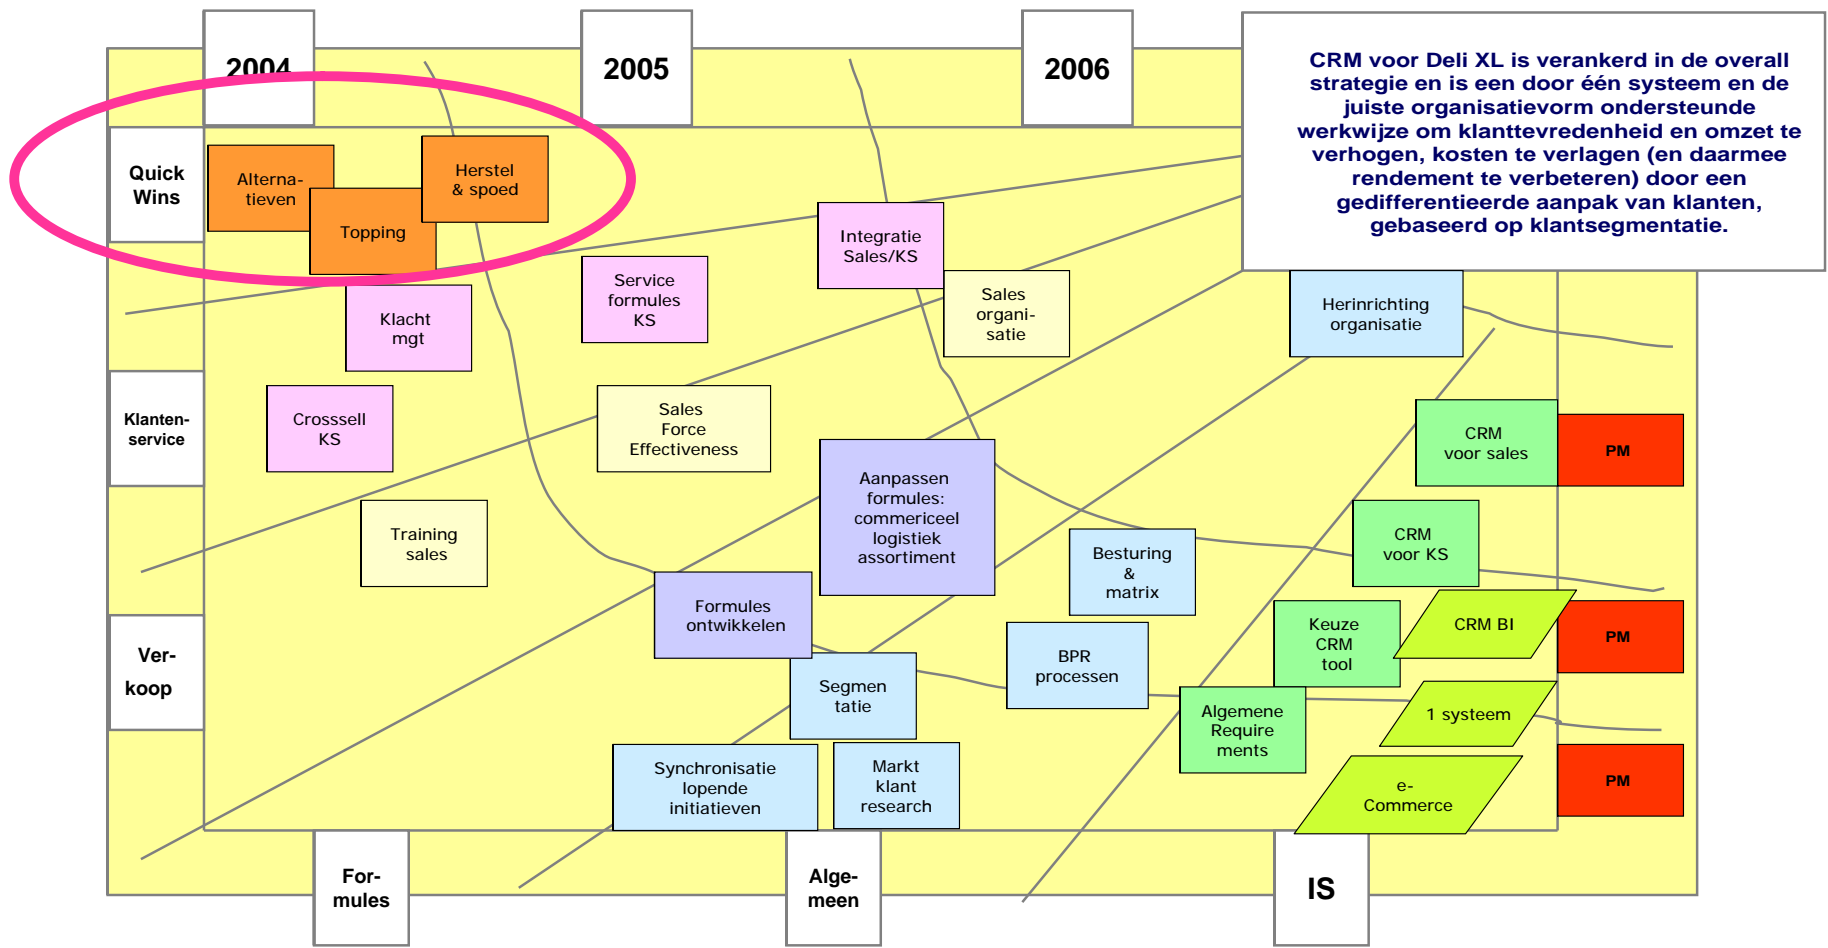 2004
2005
2006
CRM voor Deli XL is verankerd in de overall
strategie en is een door één systeem en de
juiste organisatievorm ondersteunde
werkwijze om klanttevredenheid en omzet te
verhogen, kosten te verlagen (en daarmee
rendement te verbeteren) door een
gedifferentieerde aanpak van klanten,
gebaseerd op klantsegmentatie.
Quick
Wins
Alterna-
tieven
Topping
Herstel
& spoed
Integratie
Sales/KS
Service
formules
KS
Klacht
mgt
Sales
organi-
satie
Herinrichting
organisatie
Klanten-
service
Crosssell
KS
Sales
Force
Effectiveness
CRM
voor sales
PM
Aanpassen
formules:
commericeel
logistiek
assortiment
Training
sales
Besturing
&
matrix
CRM
voor KS
Formules
ontwikkelen
Keuze
CRM
tool
CRM BI
PM
Ver-
koop
BPR
processen
Segmen
tatie
Algemene
Require
ments
1 systeem
Synchronisatie
lopende
initiatieven
Markt
klant
research
e-
Commerce
PM
For-
mules
Alge-
meen
IS